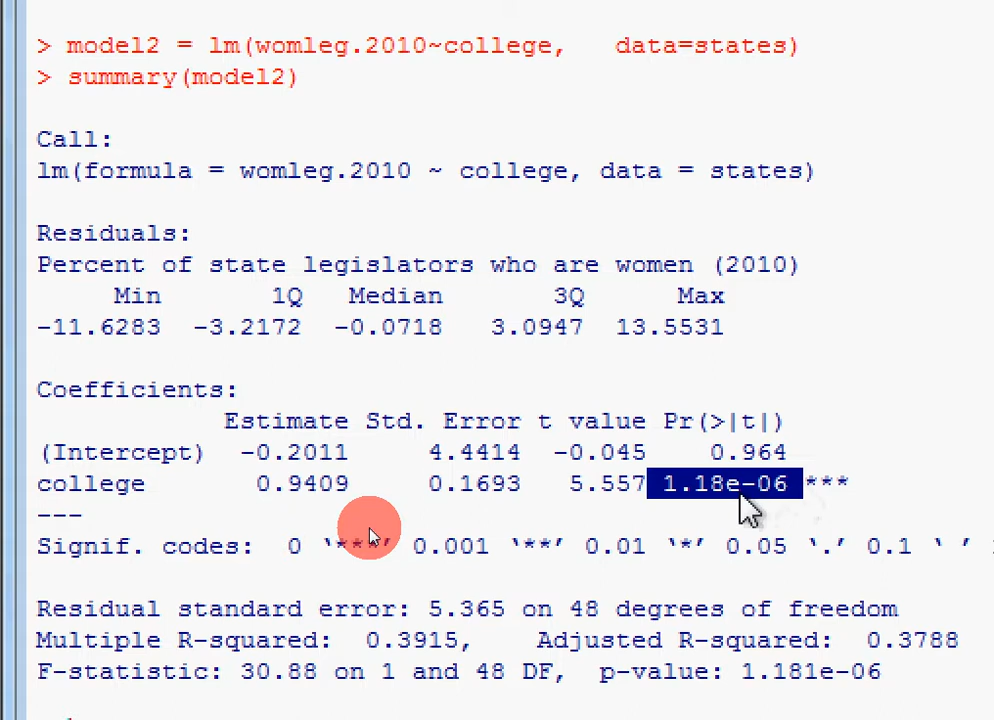 > model2 = lm(womleg.2010~college,   data=states)
> summary(model2)
Call:
lm(formula = womleg.2010 ~ college, data = states)
Residuals:
Percent of state legislators who are women (2010)
Min 1Q Median 3Q Max
-11.6283 -3.2172 -0.0718 3.0947 13.5531
Coefficients:
Estimate Std. Error t value Pr(>|t|)
(Intercept) -0.2011 4.4414 -0.045 0.964
college 0.9409 0.1693 5.557 1.18e-06 ***
---
Signif. codes: 0 ‘***’ 0.001 ‘**’ 0.01 ‘*’ 0.05 ‘.’ 0.1 ‘ ’
Residual standard error: 5.365 on 48 degrees of freedom
Multiple R-squared: 0.3915, Adjusted R-squared: 0.3788
F-statistic: 30.88 on 1 and 48 DF, p-value: 1.181e-06